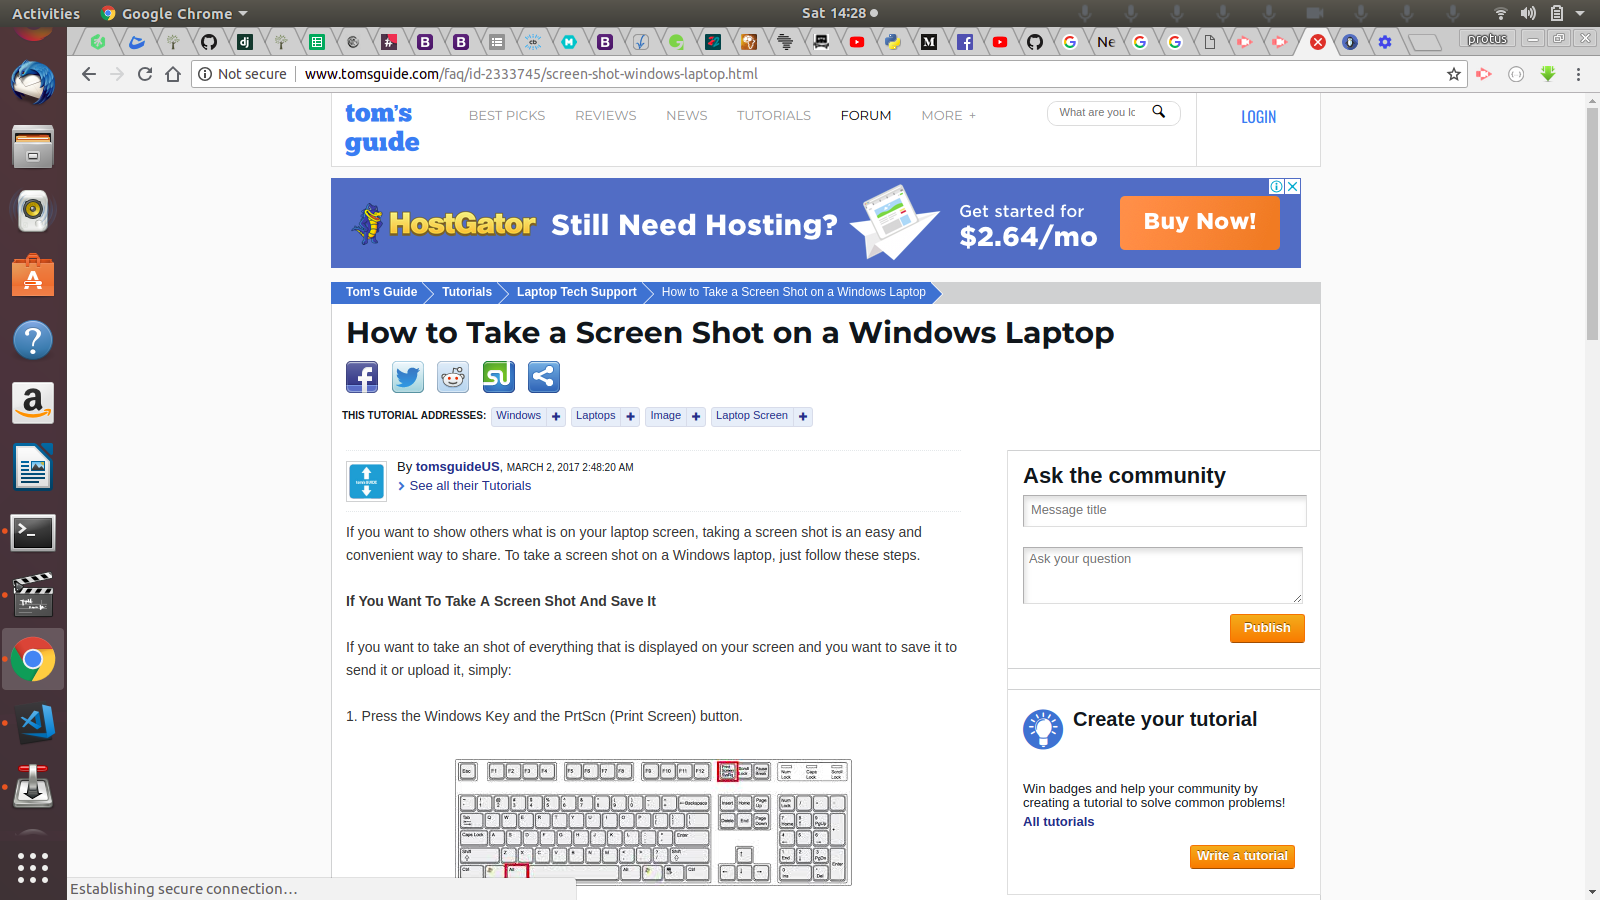 Activities
Google Chrome
Sat 14:28
protus
Ne
Not secure
www.tomsguide.com/faq/id-2333745/screen-shot-windows-laptop.html
tom's
guide
BEST PICKS
REVIEWS
NEWS
TUTORIALS
FORUM
MORE +
What are you lo
LOGIN
HostGator
Still Need Hosting?
Get started for
$2.64/mo
Buy Now!
Tom's Guide
Tutorials
Laptop Tech Support
How to Take a Screen Shot on a Windows Laptop
How to Take a Screen Shot on a Windows Laptop
THIS TUTORIAL ADDRESSES:
Windows +
Laptops +
Image +
Laptop Screen +
By tomsguideUS, MARCH 2, 2017 2:48:20 AM
See all their Tutorials
If you want to show others what is on your laptop screen, taking a screen shot is an easy and
convenient way to share. To take a screen shot on a Windows laptop, just follow these steps.
If You Want To Take A Screen Shot And Save It
If you want to take an shot of everything that is displayed on your screen and you want to save it to
send it or upload it, simply:
1. Press the Windows Key and the PrtScn (Print Screen) button.
Ask the community
Message title
Ask your question
Publish
Create your tutorial
Win badges and help your community by
creating a tutorial to solve common problems!
All tutorials
Write a tutorial
Establishing secure connection…